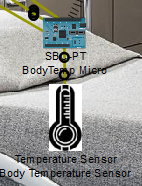 SBC-PT
BodyTemp Micro
Temperature Sensor
Body Temperature Sensor